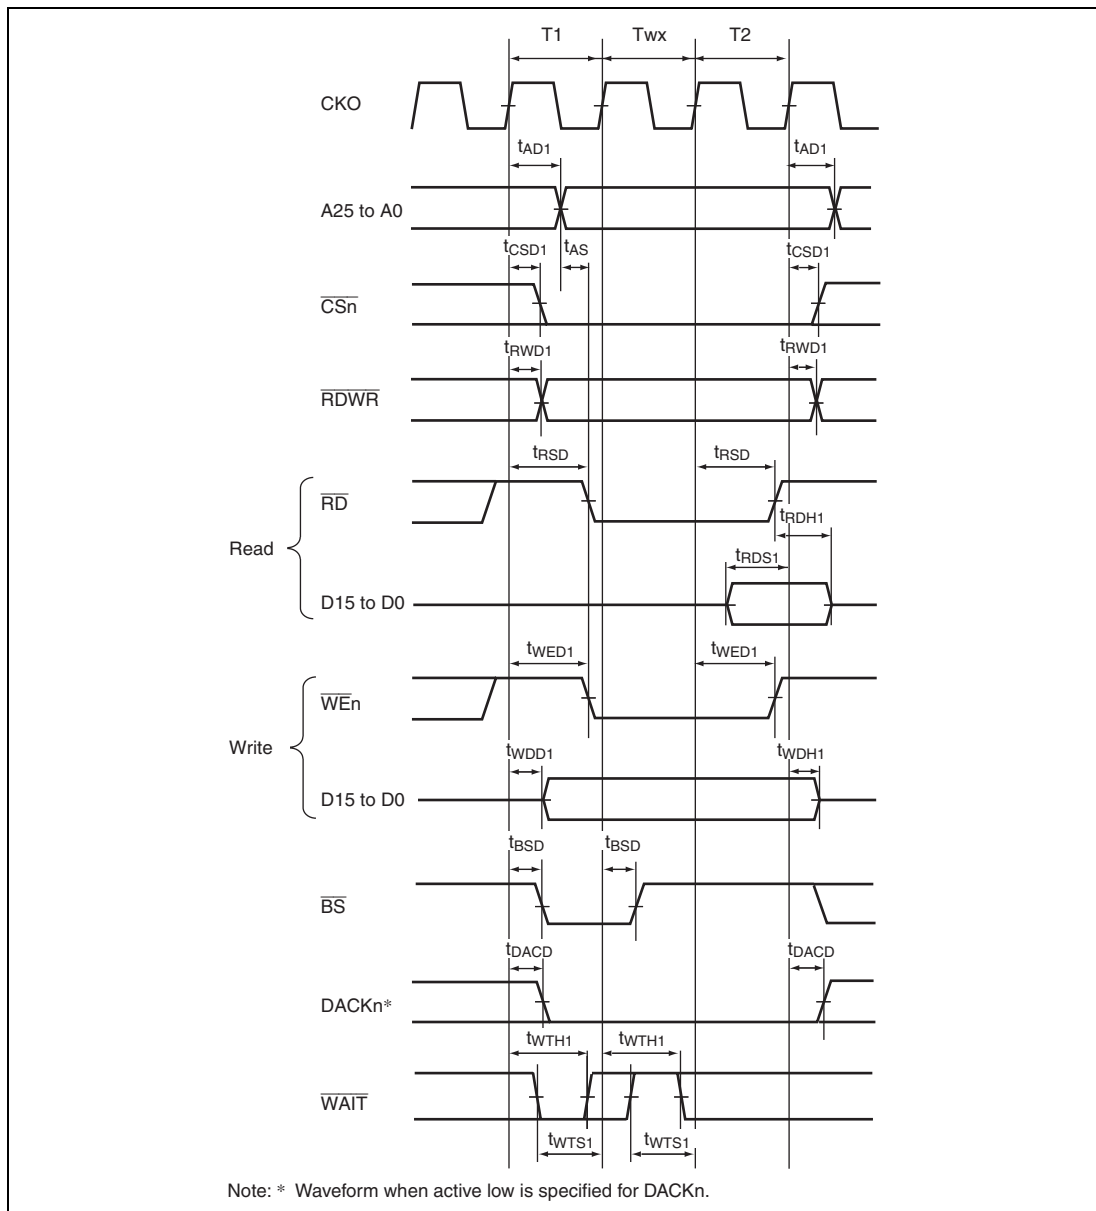 T1 Twx T2
CKO
tAD1 tAD1
A25 to A0
tCSD1 tAS tCSD1
CSn
tRWD1 tRWD1
RDWR
tRSD tRSD
RD
tRDH1
Read
tRDS1
D15 to D0
tWED1 tWED1
WEn
Write
tWDD1 tWDH1
D15 to D0
tBSD tBSD
BS
tDACD tDACD
DACKn*
tWTH1 tWTH1
WAIT
tWTS1 tWTS1
Note: * Waveform when active low is specified for DACKn.